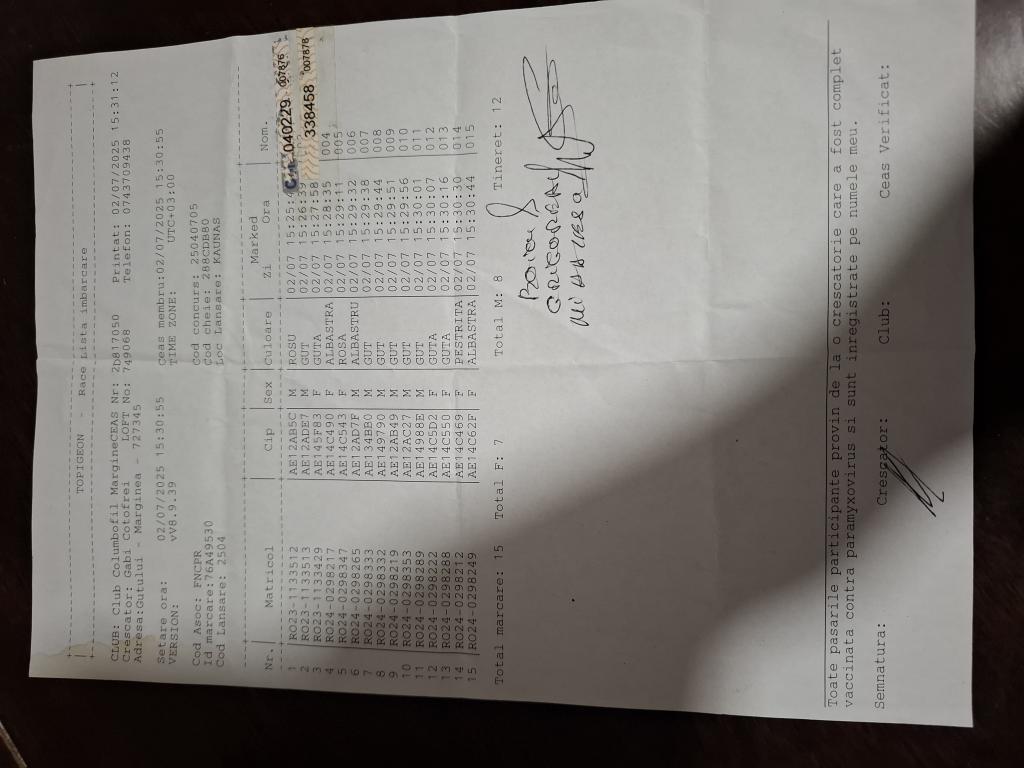 TOPIGEON - Race Lista imbarcare
CLUB: Club Columbofil MargineCEAS Nr: 2D817050 Printat: 02/07/2025 15:31:12
Crescator: Gabi Cotofrei LOFT No: 749068 Telefon: 0743709438
Adresa:Gutului - Marginea - 727345
Setare ora: 02/07/2025 15:30:55 Ceas membru:02/07/2025 15:30:55
VERSION: vV8.9.39 TIME ZONE: UTC+03:00
Cod Asoc: FNCPR Cod concurs: 25040705
Id marcare:76A49530 Cod cheie: 288CDB80
Cod Lansare: 2504 Loc Lansare: KAUNAS
Marked
Nr. Matricol Cip Sex Culoare Zi Ora Nom.
1 RO23-1133512 AE12AB5C M ROSU 02/07 15:25:
2 RO23-1133513 AE12ADE7 M GUT 02/07 15:26:39
3 RO23-1133429 AE145F83 F GUTA 02/07 15:27:58
4 RO24-0298217 AE14C490 F ALBASTRA 02/07 15:28:35 004
5 RO24-0298347 AE14C543 F ROSA 02/07 15:29:11 005
6 RO24-0298265 AE12AD7F M ALBASTRU 02/07 15:29:32 006
7 RO24-0298333 AE134BB0 M GUT 02/07 15:29:38 007
8 RO24-0298332 AE149790 M GUT 02/07 15:29:44 008
9 RO24-0298219 AE12AB49 M GUT 02/07 15:29:51 009
10 RO24-0298353 AE12AC27 M GUT 02/07 15:29:56 010
11 RO24-0298289 AE14598E M GUT 02/07 15:30:01 011
12 RO24-0298222 AE14C5D2 F GUTA 02/07 15:30:07 012
13 RO24-0298288 AE14C550 F GUTA 02/07 15:30:16 013
14 RO24-0298212 AE14C469 F PESTRITA 02/07 15:30:30 014
15 RO24-0298249 AE14C62F F ALBASTRA 02/07 15:30:44 015
040229 007876
338458 007878
Total marcare: 15 Total F: 7 Total M: 8 Tineret: 12
Toate pasarile participante provin de la o crescatorie care a fost complet
vaccinata contra paramyxovirus si sunt inregistrate pe numele meu.
Semnatura: Crescator: Club: Ceas Verificat: